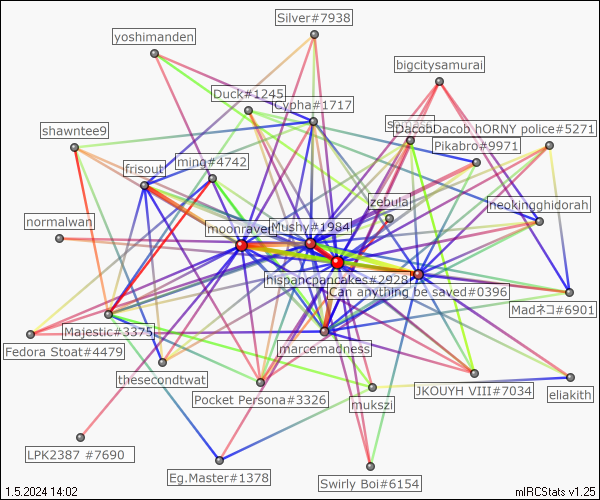 Silver#7938
yoshimanden
bigcitysamurai
Duck#1245
Cypha#1717
DacobDacob hORNY police#5271
shawntee9
Pikabro#9971
ming#4742
frisout
zebula
neokingghidorah
normalwan
moonraven
Mushy#1984
hispancpancakes#2928
Can anything be saved#0396
Madネコ#6901
Majestic#3375
Fedora Stoat#4479
marcemadness
thesecondtwat
JKOUYH VIII#7034
eliakith
Pocket Persona#3326
mukszi
LPK2387 #7690
Eg.Master#1378
Swirly Boi#6154
1.5.2024 14:02
mIRCStats v1.25